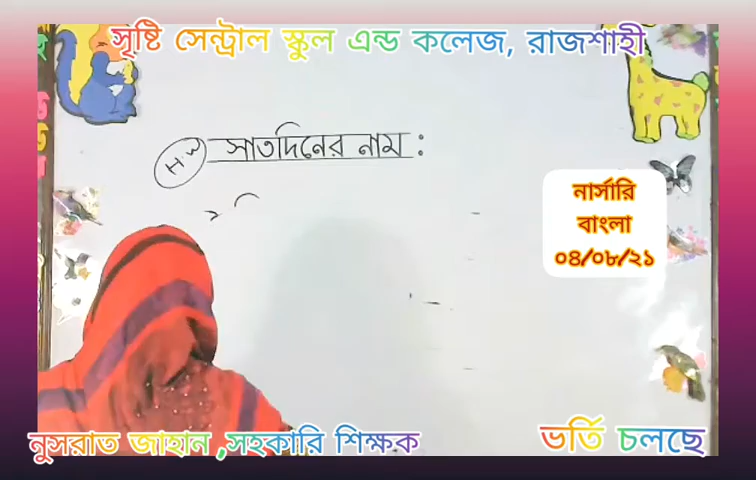 সৃষ্টি সেন্ট্রাল স্কুল এন্ড কলেজ, রাজশাহী
H.W
সাতদিনের নাম :
নার্সারি
বাংলা
০৪/০৮/২১
নুসরাত জাহান ,সহকারি শিক্ষক
ভর্তি চলছে